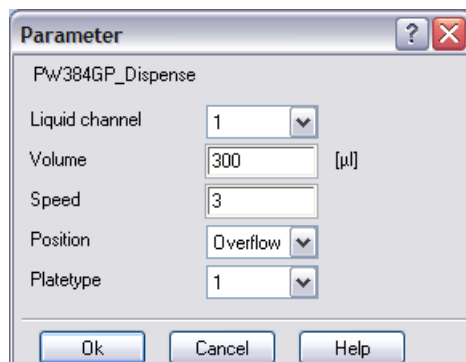 Parameter
PW384GP_Dispense
Liquid channel 1
Volume 300 [µl]
Speed 3
Position Overflow
Platetype 1
Ok Cancel Help